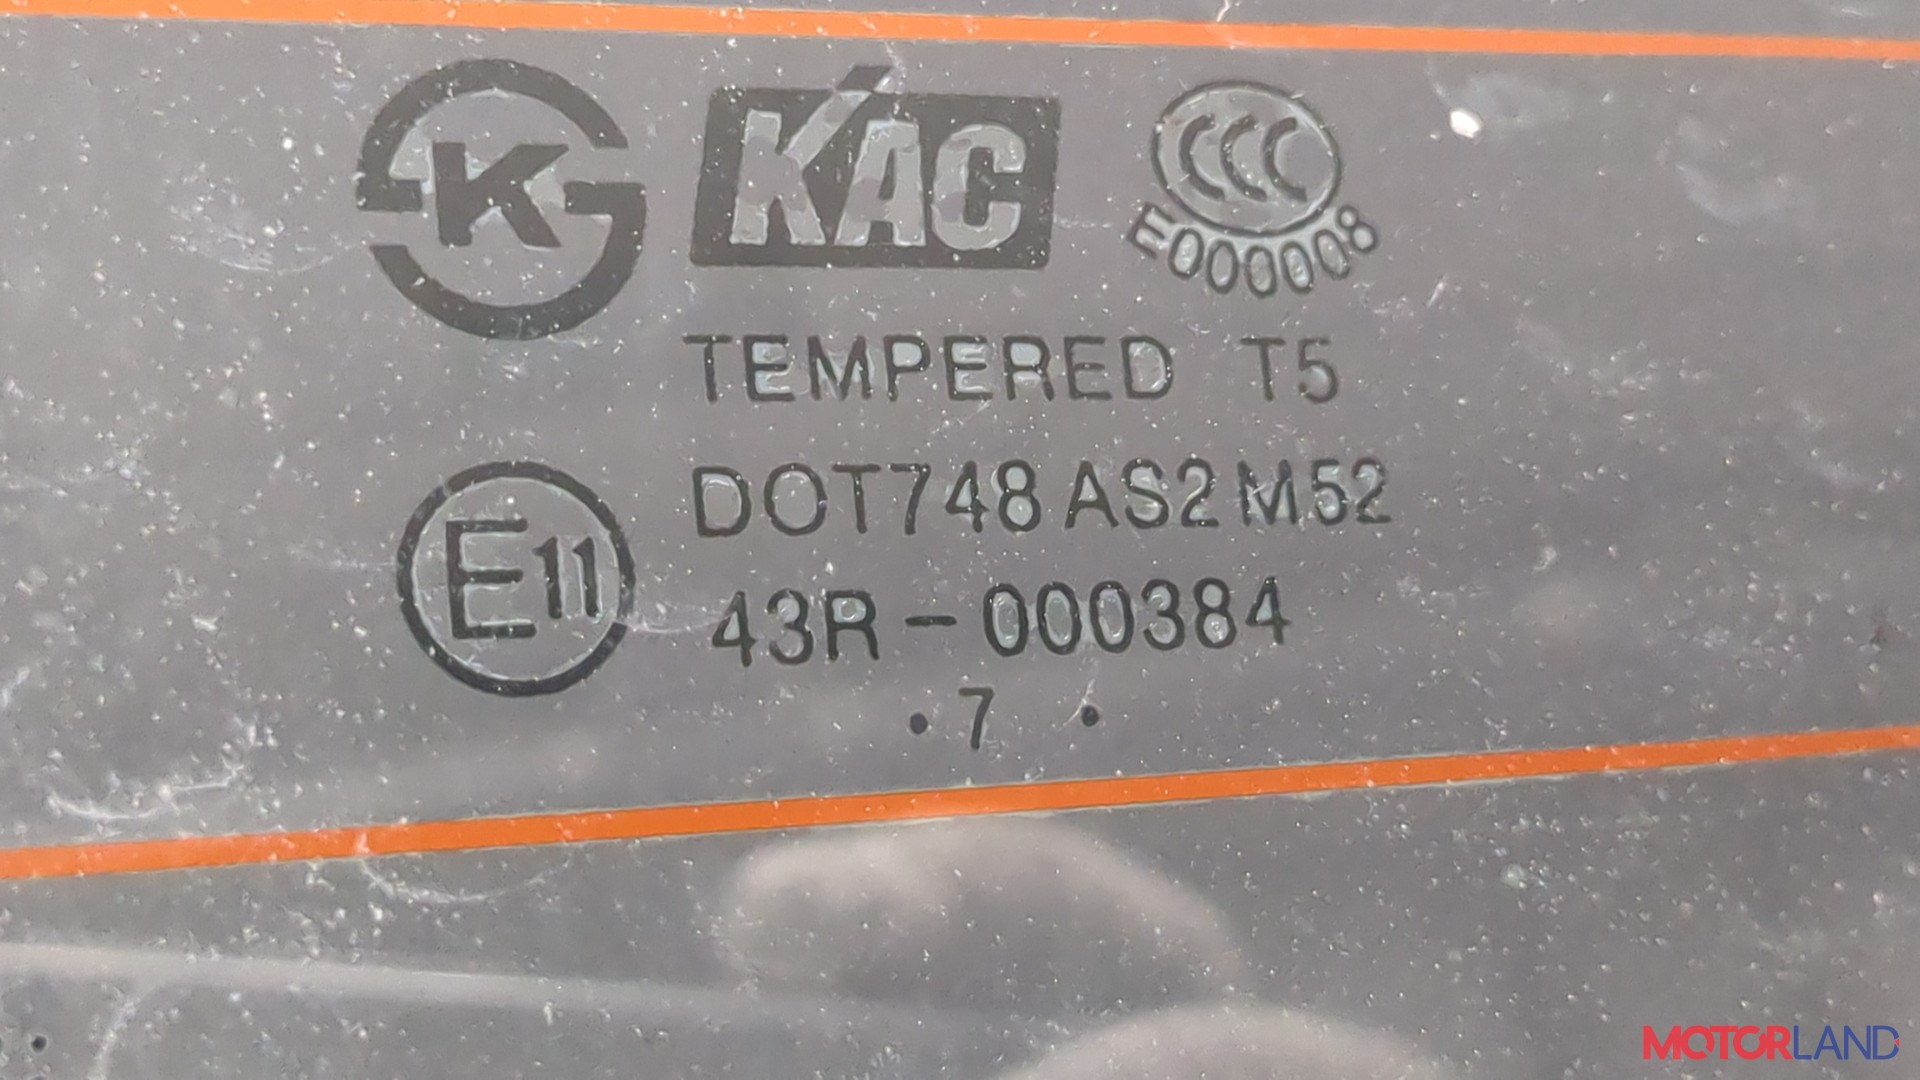 K KAC CCC
E000008
TEMPERED T5
DOT748 AS2 M52
E11
43R-000384
. 7 .
MOTORLAND